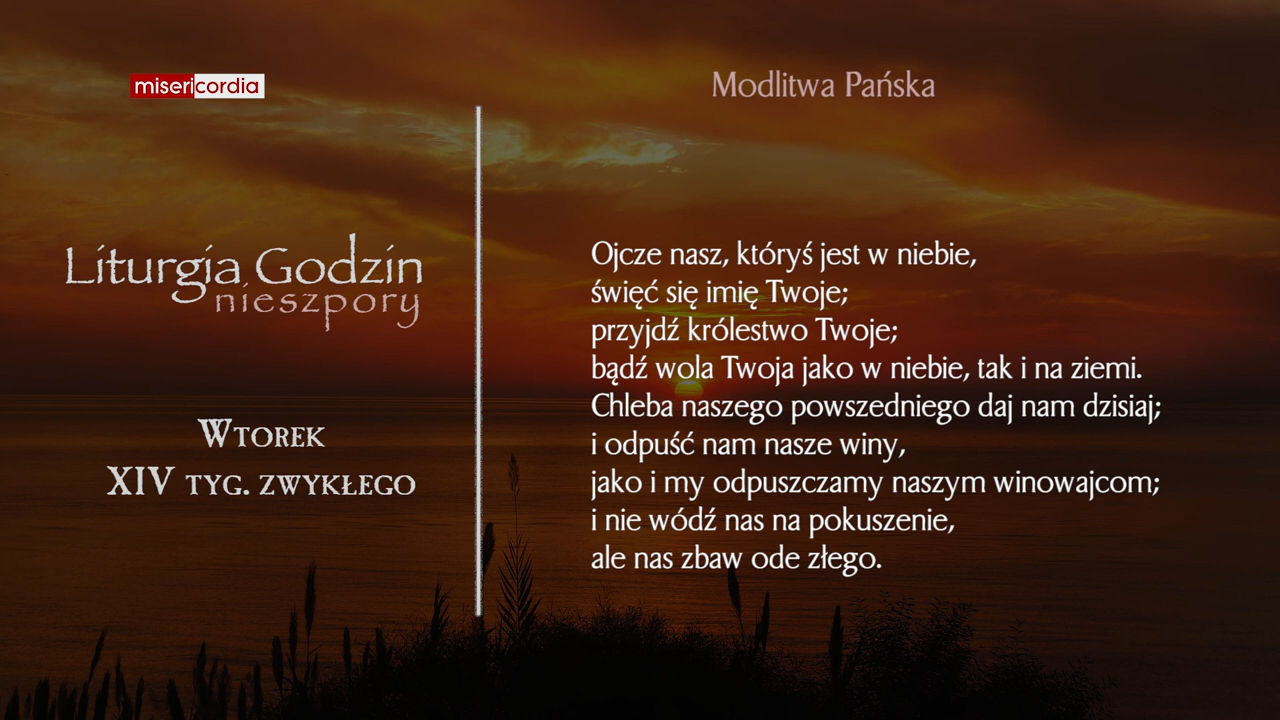 misericordia
Liturgia Godzin
nieszpory
Wtorek
XIV tyg. zwykłego
Modlitwa Pańska
Ojcze nasz, któryś jest w niebie,
święć się imię Twoje;
przyjdź królestwo Twoje;
bądź wola Twoja jako w niebie, tak i na ziemi.
Chleba naszego powszedniego daj nam dzisiaj;
i odpuść nam nasze winy,
jako i my odpuszczamy naszym winowajcom;
i nie wódź nas na pokuszenie,
ale nas zbaw ode złego.